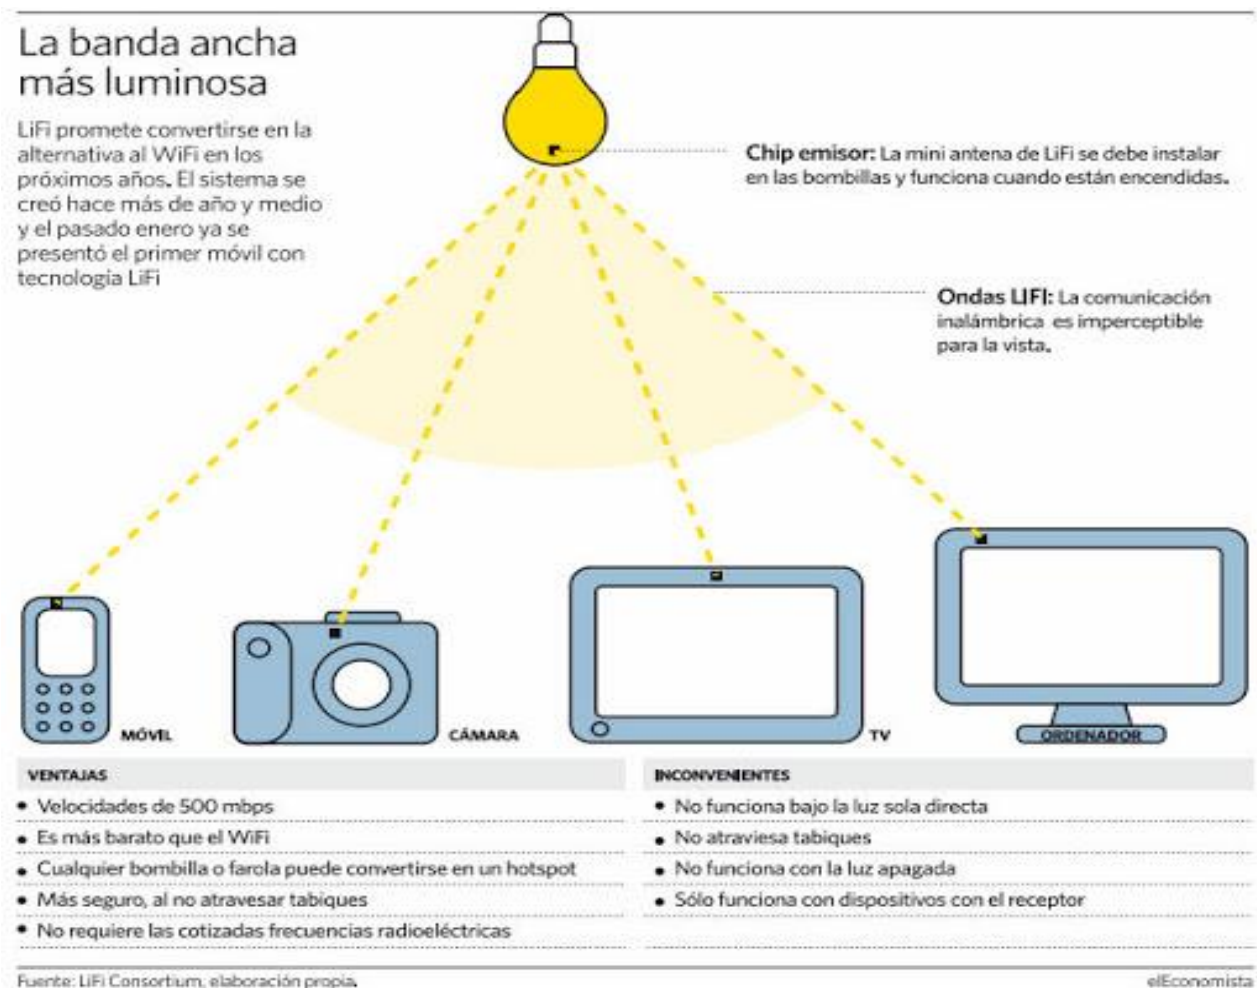 La banda ancha
más luminosa
LiFi promete convertirse en la
alternativa al WiFi en los
próximos años. El sistema se
creó hace más de año y medio
y el pasado enero ya se
presentó el primer móvil con
tecnología LiFi
Chip emisor: La mini antena de LiFi se debe instalar
en las bombillas y funciona cuando están encendidas.
Ondas LIFI: La comunicación
inalámbrica es imperceptible
para la vista.
MÓVIL
CÁMARA
TV
ORDENADOR
VENTAJAS
• Velocidades de 500 mbps
• Es más barato que el WiFi
• Cualquier bombilla o farola puede convertirse en un hotspot
• Más seguro, al no atravesar tabiques
• No requiere las cotizadas frecuencias radioeléctricas
INCONVENIENTES
• No funciona bajo la luz sola directa
• No atraviesa tabiques
• No funciona con la luz apagada
• Sólo funciona con dispositivos con el receptor
Fuente: LiFi Consortium, elaboración propia.
elEconomista